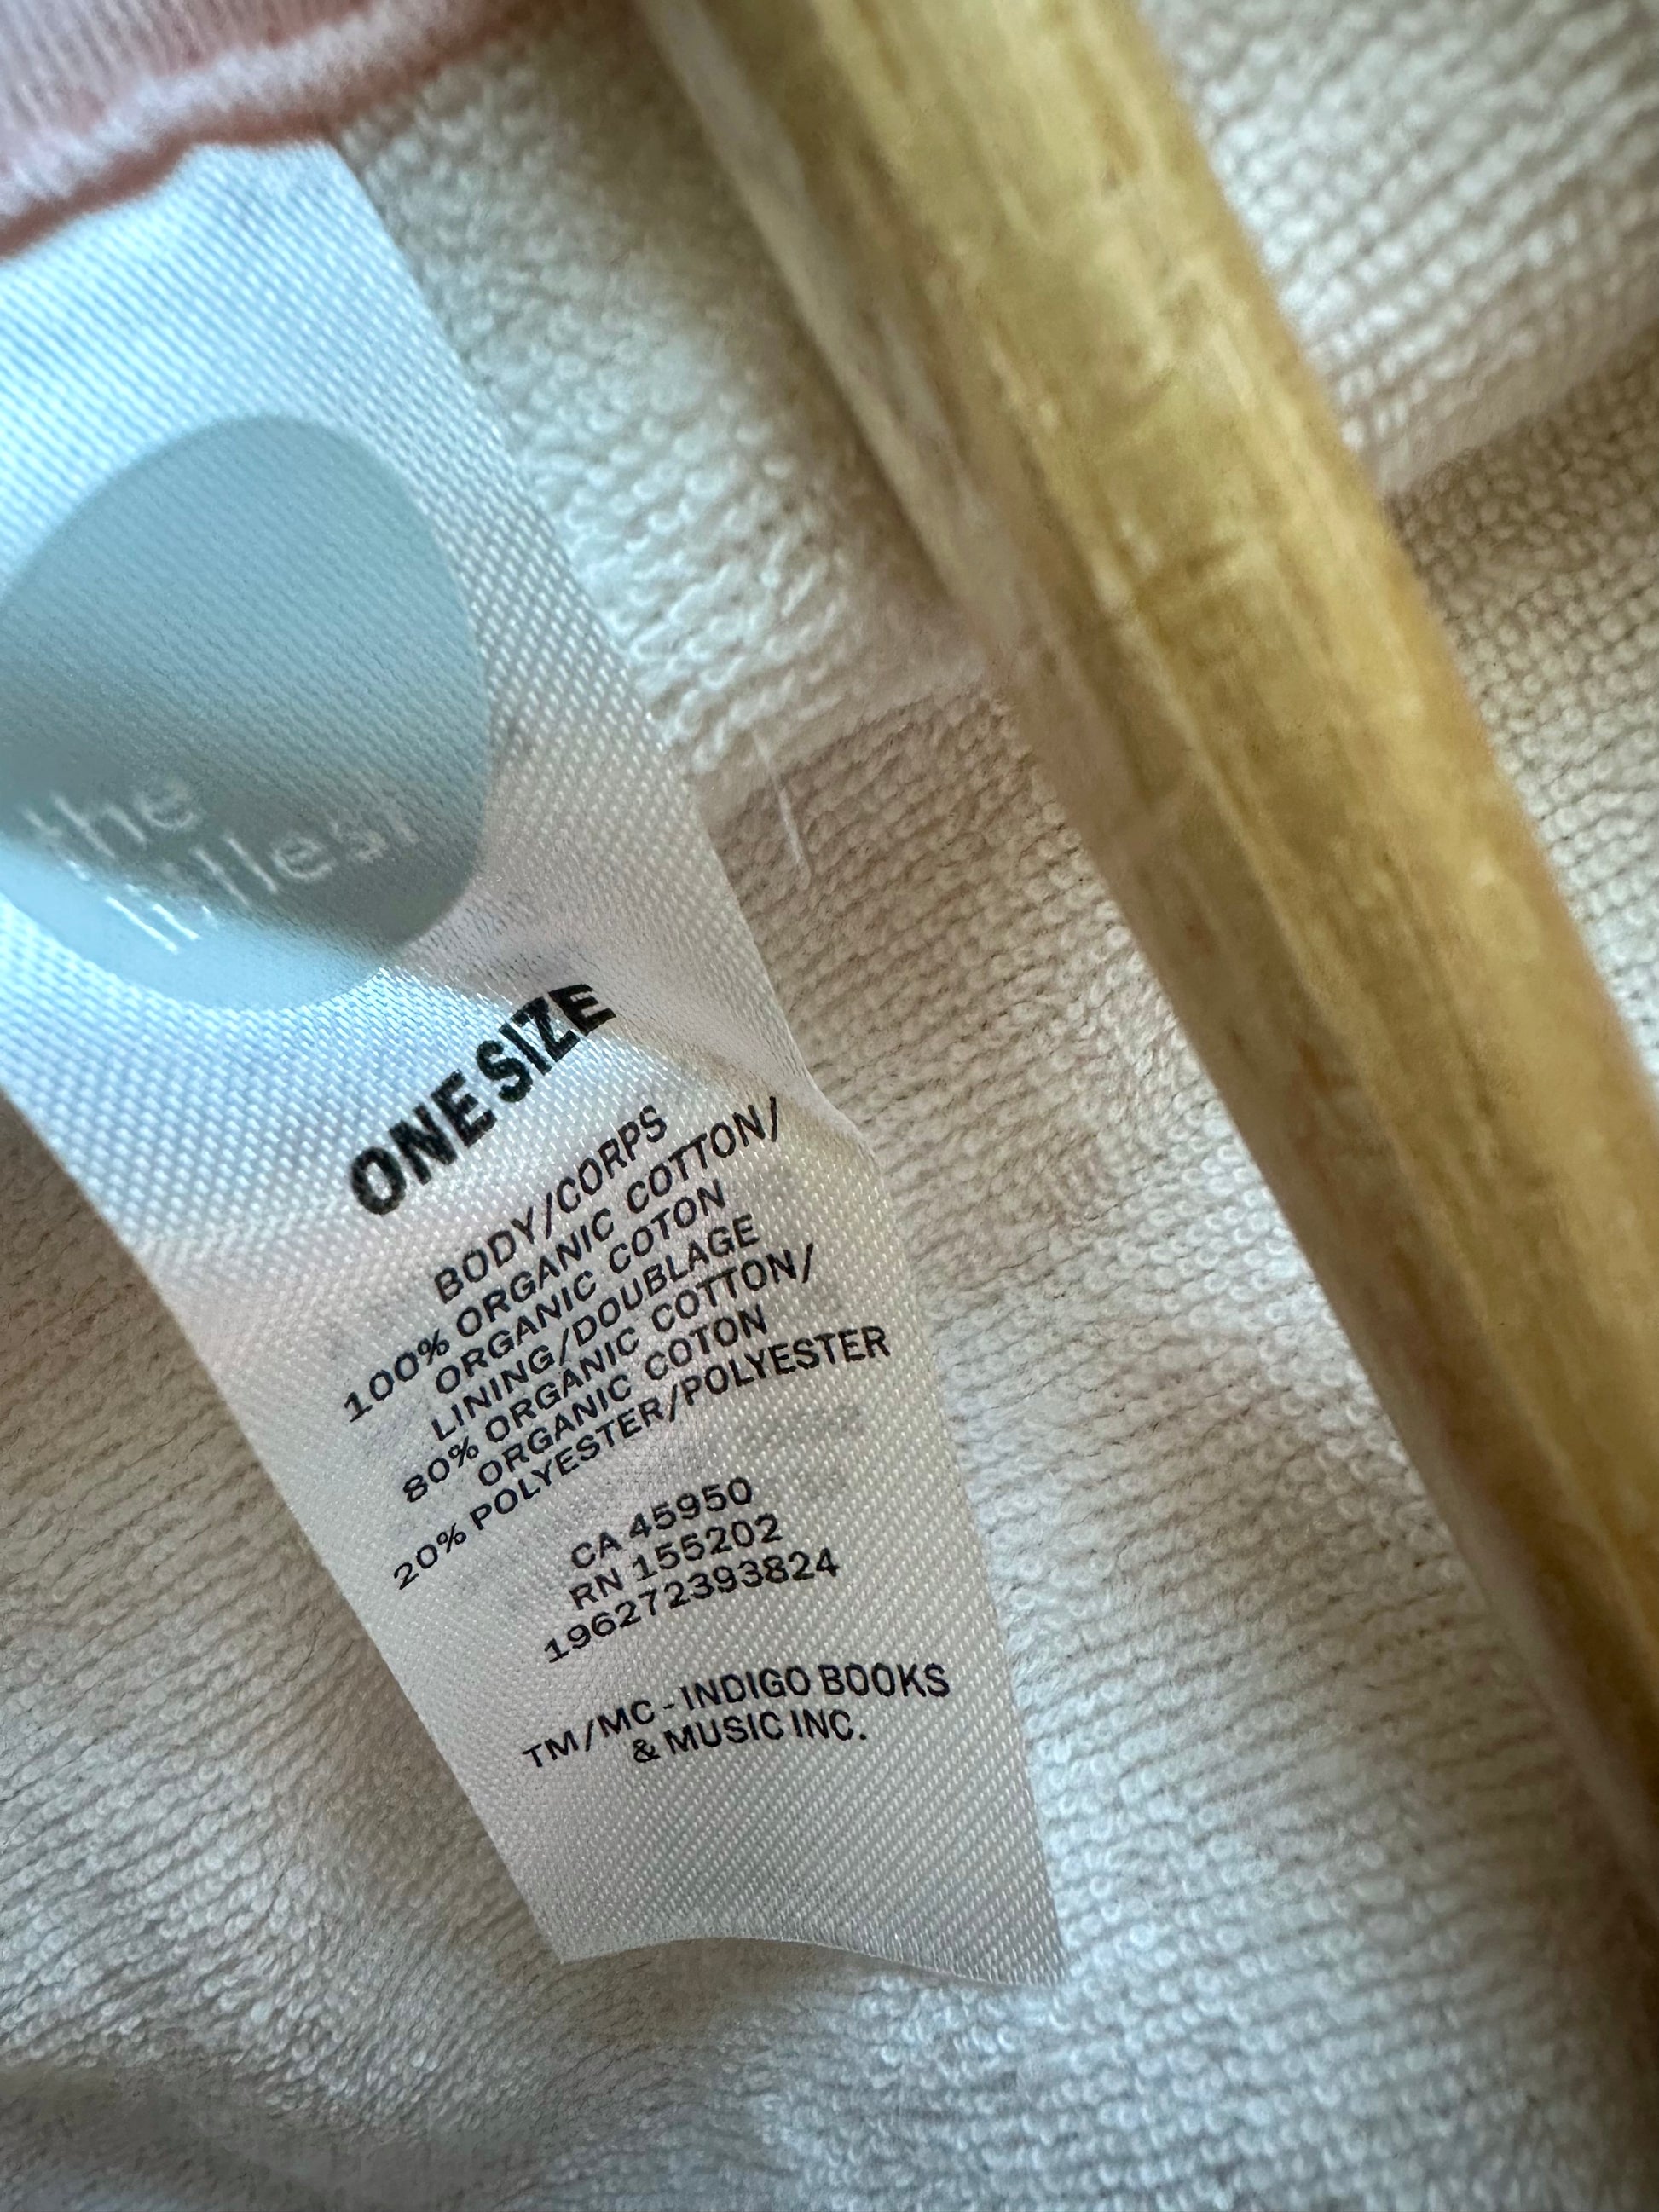 the
littlest
ONE SIZE
BODY/CORPS
100% ORGANIC COTTON/
ORGANIC COTON
LINING/DOUBLAGE
80% ORGANIC COTTON/
ORGANIC COTON
20% POLYESTER/POLYESTER
CA 45950
RN 155202
196272393824
TM/MC - INDIGO BOOKS
& MUSIC INC.